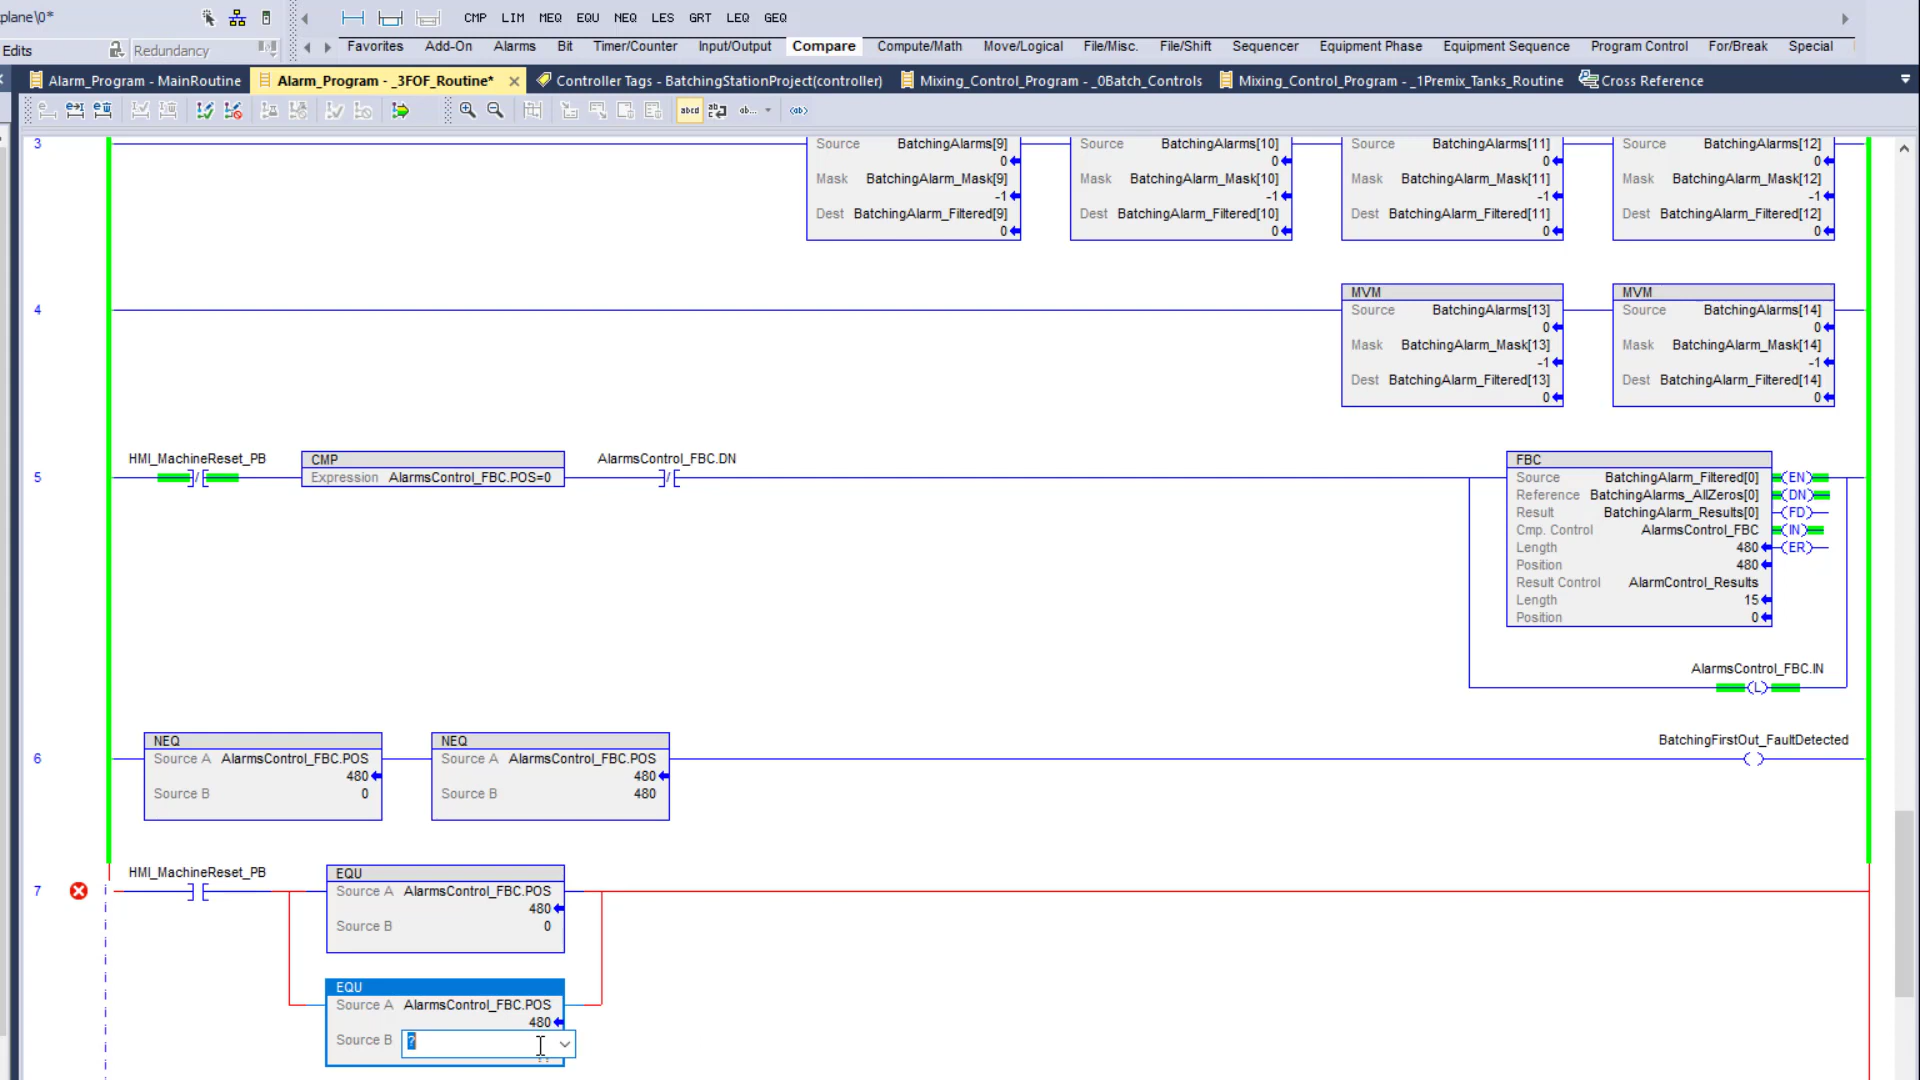 plane\0*
CMP LIM MEQ EQU NEQ LES GRT LEQ GEQ
Edits Redundancy
Favorites Add-On Alarms Bit Timer/Counter Input/Output Compare Compute/Math Move/Logical File/Misc. File/Shift Sequencer Equipment Phase Equipment Sequence Program Control For/Break Special
Alarm_Program - MainRoutine Alarm_Program - _3FOF_Routine* Controller Tags - BatchingStationProject(controller) Mixing_Control_Program - _0Batch_Controls Mixing_Control_Program - _1Premix_Tanks_Routine Cross Reference
abcd ab... <ab>
3
Source BatchingAlarms[9]
0
Mask BatchingAlarm_Mask[9]
-1
Dest BatchingAlarm_Filtered[9]
0
Source BatchingAlarms[10]
0
Mask BatchingAlarm_Mask[10]
-1
Dest BatchingAlarm_Filtered[10]
0
Source BatchingAlarms[11]
0
Mask BatchingAlarm_Mask[11]
-1
Dest BatchingAlarm_Filtered[11]
0
Source BatchingAlarms[12]
0
Mask BatchingAlarm_Mask[12]
-1
Dest BatchingAlarm_Filtered[12]
0
4
MVM
Source BatchingAlarms[13]
0
Mask BatchingAlarm_Mask[13]
-1
Dest BatchingAlarm_Filtered[13]
0
MVM
Source BatchingAlarms[14]
0
Mask BatchingAlarm_Mask[14]
-1
Dest BatchingAlarm_Filtered[14]
0
5
HMI_MachineReset_PB
CMP
Expression AlarmsControl_FBC.POS=0
AlarmsControl_FBC.DN
FBC
Source BatchingAlarm_Filtered[0] EN
Reference BatchingAlarms_AllZeros[0] DN
Result BatchingAlarm_Results[0] FD
Cmp. Control AlarmsControl_FBC IN
Length 480 ER
Position 480
Result Control AlarmControl_Results
Length 15
Position 0
AlarmsControl_FBC.IN
L
6
NEQ
Source A AlarmsControl_FBC.POS
480
Source B 0
NEQ
Source A AlarmsControl_FBC.POS
480
Source B 480
BatchingFirstOut_FaultDetected
7
HMI_MachineReset_PB
EQU
Source A AlarmsControl_FBC.POS
480
Source B 0
EQU
Source A AlarmsControl_FBC.POS
480
Source B ?
i
i
i
i
i
i
i
i
i
i
i